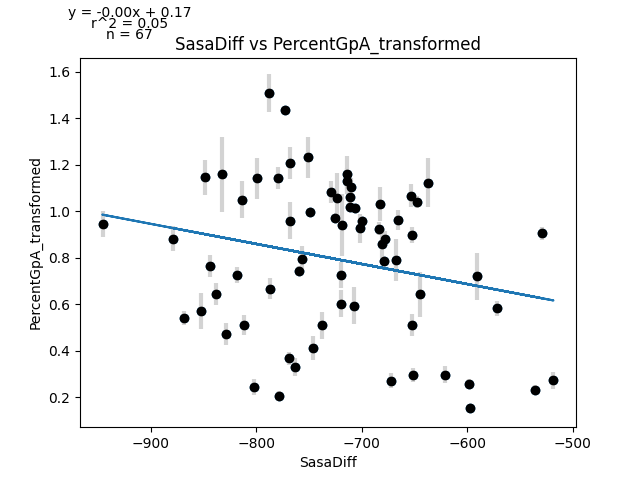 y = -0.00x + 0.17
r^2 = 0.05
n = 67
SasaDiff vs PercentGpA_transformed
1.6
1.4
1.2
1.0
0.8
0.6
0.4
0.2
PercentGpA_transformed
−900
−800
−700
−600
−500
SasaDiff